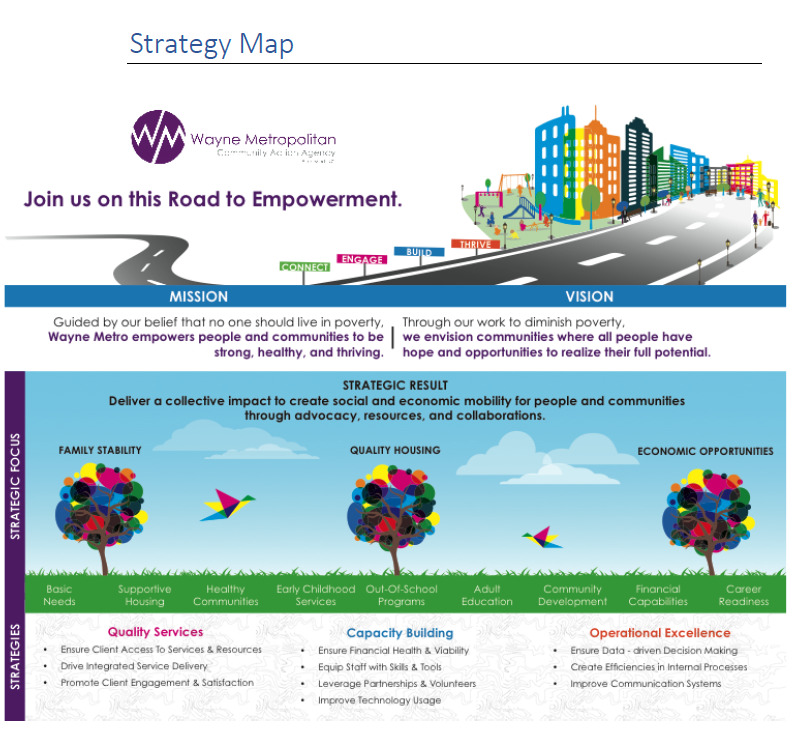 Strategy Map
WM
Wayne Metropolitan
Community Action Agency
Join us on this Road to Empowerment.
CONNECT
ENGAGE
BUILD
THRIVE
MISSION
VISION
Guided by our belief that no one should live in poverty,
Wayne Metro empowers people and communities to be
strong, healthy, and thriving.
Through our work to diminish poverty,
we envision communities where all people have
hope and opportunities to realize their full potential.
STRATEGIC FOCUS
STRATEGIC RESULT
Deliver a collective impact to create social and economic mobility for people and communities
through advocacy, resources, and collaborations.
FAMILY STABILITY
QUALITY HOUSING
ECONOMIC OPPORTUNITIES
Basic
Needs
Supportive
Housing
Healthy
Communities
Early Childhood
Services
Out-Of-School
Programs
Adult
Education
Community
Development
Financial
Capabilities
Career
Readiness
STRATEGIES
Quality Services
• Ensure Client Access To Services & Resources
• Drive Integrated Service Delivery
• Promote Client Engagement & Satisfaction
Capacity Building
• Ensure Financial Health & Viability
• Equip Staff with Skills & Tools
• Leverage Partnerships & Volunteers
• Improve Technology Usage
Operational Excellence
• Ensure Data - driven Decision Making
• Create Efficiencies in Internal Processes
• Improve Communication Systems